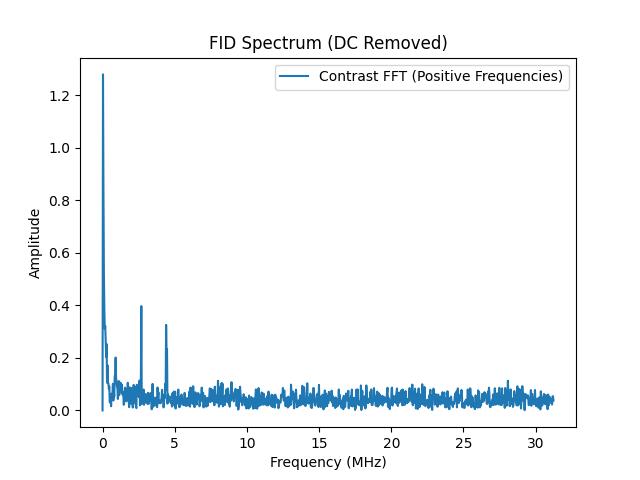 FID Spectrum (DC Removed)
Contrast FFT (Positive Frequencies)
Amplitude
1.2
1.0
0.8
0.6
0.4
0.2
0.0
0 5 10 15 20 25 30
Frequency (MHz)